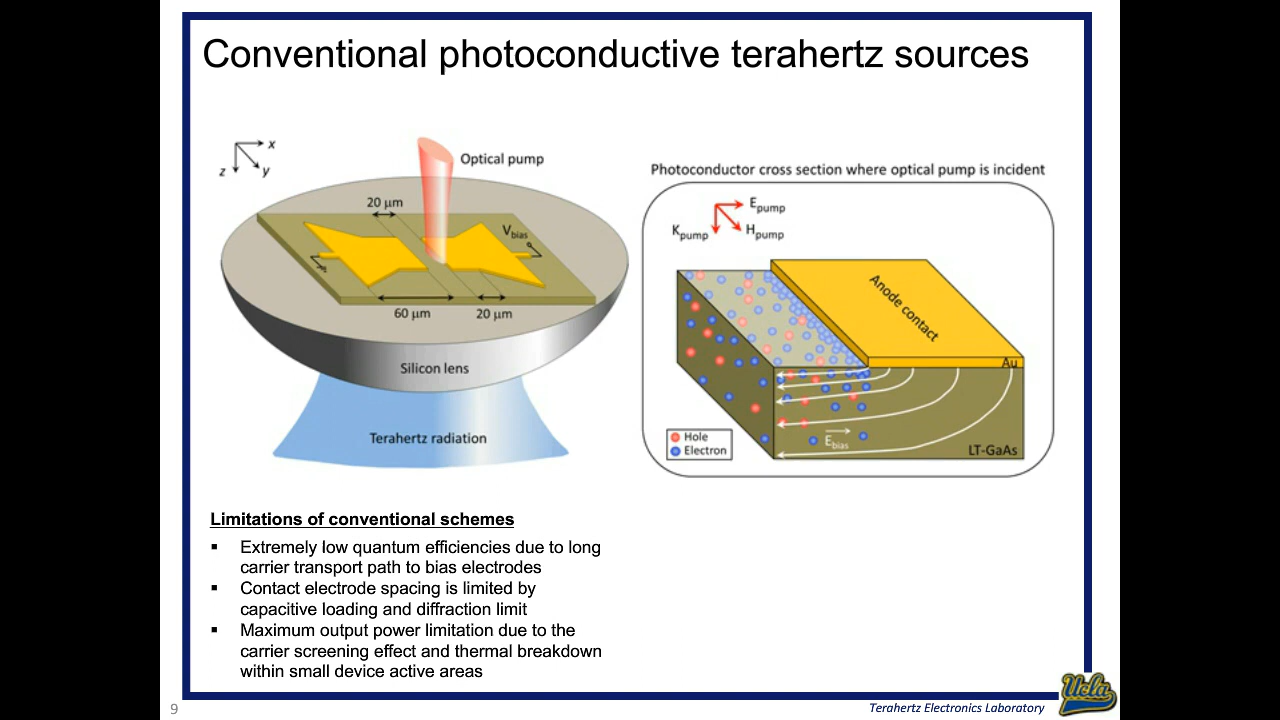 Conventional photoconductive terahertz sources
x
z
y
Optical pump
20 μm
V_bias
60 μm
20 μm
Silicon lens
Terahertz radiation
Photoconductor cross section where optical pump is incident
E_pump
K_pump
H_pump
Anode contact
Au
E_bias
LT-GaAs
Hole
Electron
Limitations of conventional schemes
▪ Extremely low quantum efficiencies due to long
carrier transport path to bias electrodes
▪ Contact electrode spacing is limited by
capacitive loading and diffraction limit
▪ Maximum output power limitation due to the
carrier screening effect and thermal breakdown
within small device active areas
9
Terahertz Electronics Laboratory
Ucla